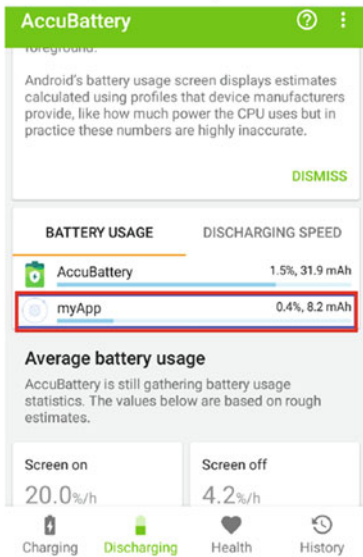 AccuBattery
foreground.
Android's battery usage screen displays estimates
calculated using profiles that device manufacturers
provide, like how much power the CPU uses but in
practice these numbers are highly inaccurate.
DISMISS
BATTERY USAGE DISCHARGING SPEED
AccuBattery 1.5%, 31.9 mAh
myApp 0.4%, 8.2 mAh
Average battery usage
AccuBattery is still gathering battery usage
statistics. The values below are based on rough
estimates.
Screen on Screen off
20.0%/h 4.2%/h
Charging Discharging Health History